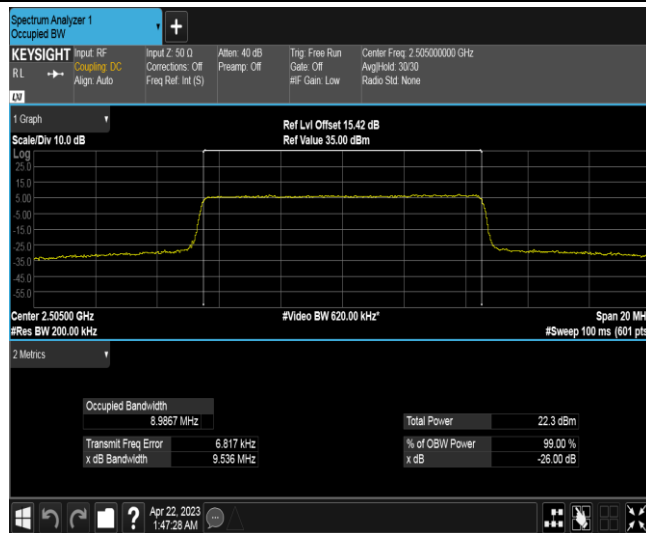 Spectrum Analyzer 1
Occupied BW
+
KEYSIGHT
Input: RF
Coupling: DC
Align: Auto
Input Z: 50 Ω
Corrections: Off
Freq Ref: Int (S)
Atten: 40 dB
Preamp: Off
Trig: Free Run
Gate: Off
#IF Gain: Low
Center Freq: 2.505000000 GHz
Avg|Hold: 30/30
Radio Std: None
R L
1 Graph
Scale/Div 10.0 dB
Ref Lvl Offset 15.42 dB
Ref Value 35.00 dBm
Log
25.0
15.0
5.00
-5.00
-15.0
-25.0
-35.0
-45.0
-55.0
Center 2.50500 GHz
#Res BW 200.00 kHz
#Video BW 620.00 kHz*
Span 20 MH
#Sweep 100 ms (601 pts
2 Metrics
Occupied Bandwidth
8.9867 MHz
Total Power 22.3 dBm
Transmit Freq Error 6.817 kHz
% of OBW Power 99.00 %
x dB Bandwidth 9.536 MHz
x dB -26.00 dB
?
Apr 22, 2023
1:47:28 AM